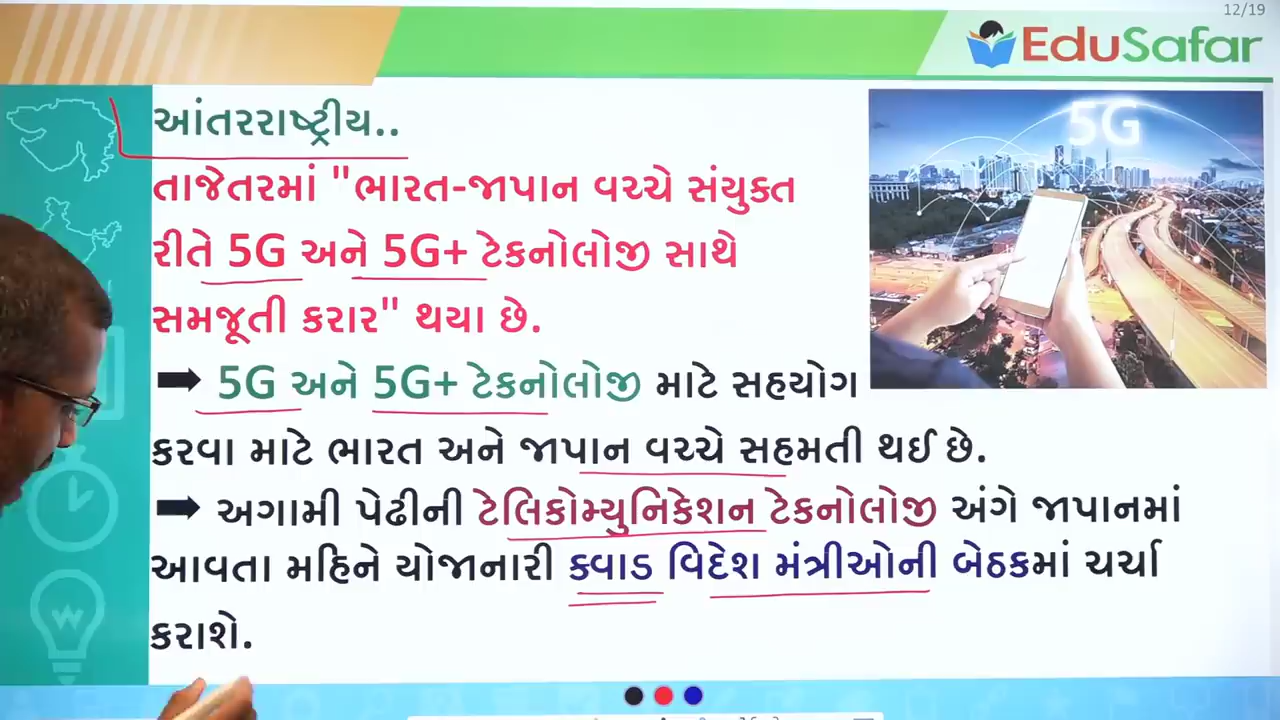 12/19
EduSafar
5G
આંતરરાષ્ટ્રીય..
તાજેતરમાં "ભારત-જાપાન વચ્ચે સંયુક્ત
રીતે 5G અને 5G+ ટેકનોલોજી સાથે
સમજૂતી કરાર" થયા છે.
➡ 5G અને 5G+ ટેકનોલોજી માટે સહયોગ
કરવા માટે ભારત અને જાપાન વચ્ચે સહમતી થઈ છે.
➡ અગામી પેઢીની ટેલિકોમ્યુનિકેશન ટેકનોલોજી અંગે જાપાનમાં
આવતા મહિને યોજાનારી ક્વાડ વિદેશ મંત્રીઓની બેઠકમાં ચર્ચા
કરાશે.